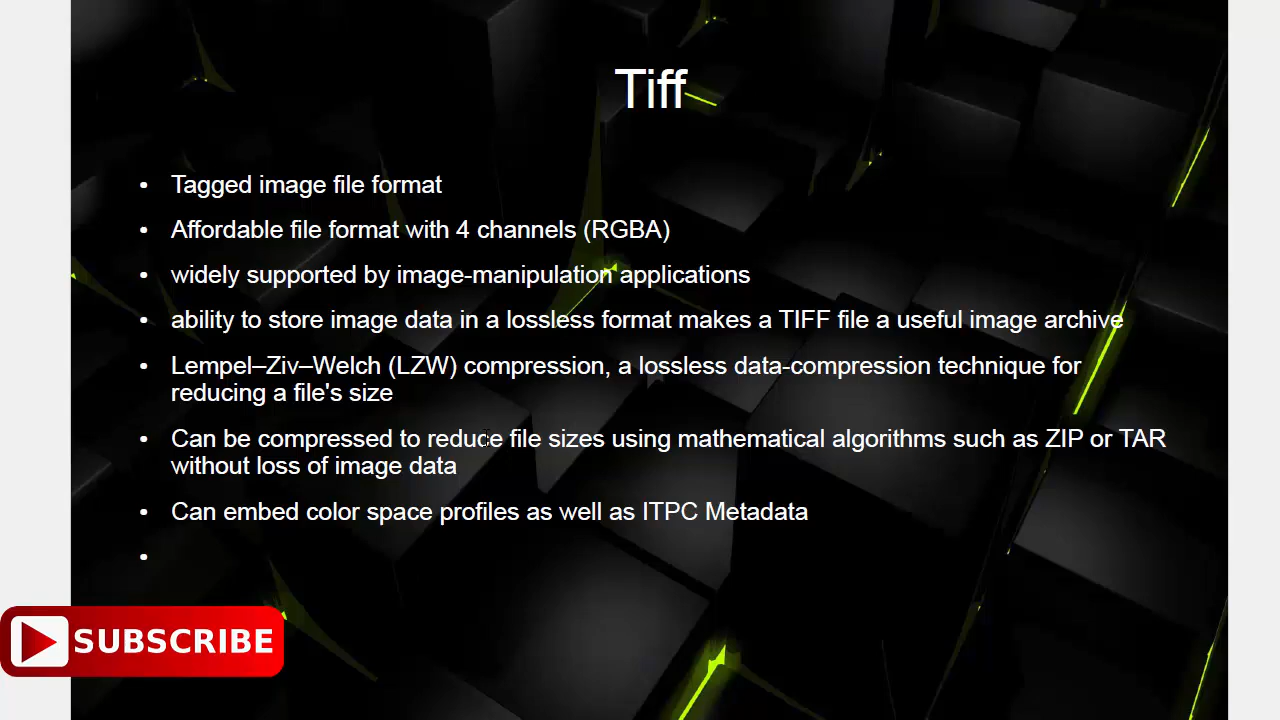 Tiff
• Tagged image file format
• Affordable file format with 4 channels (RGBA)
• widely supported by image-manipulation applications
• ability to store image data in a lossless format makes a TIFF file a useful image archive
• Lempel–Ziv–Welch (LZW) compression, a lossless data-compression technique for
reducing a file's size
• Can be compressed to reduce file sizes using mathematical algorithms such as ZIP or TAR
without loss of image data
• Can embed color space profiles as well as ITPC Metadata
•
SUBSCRIBE